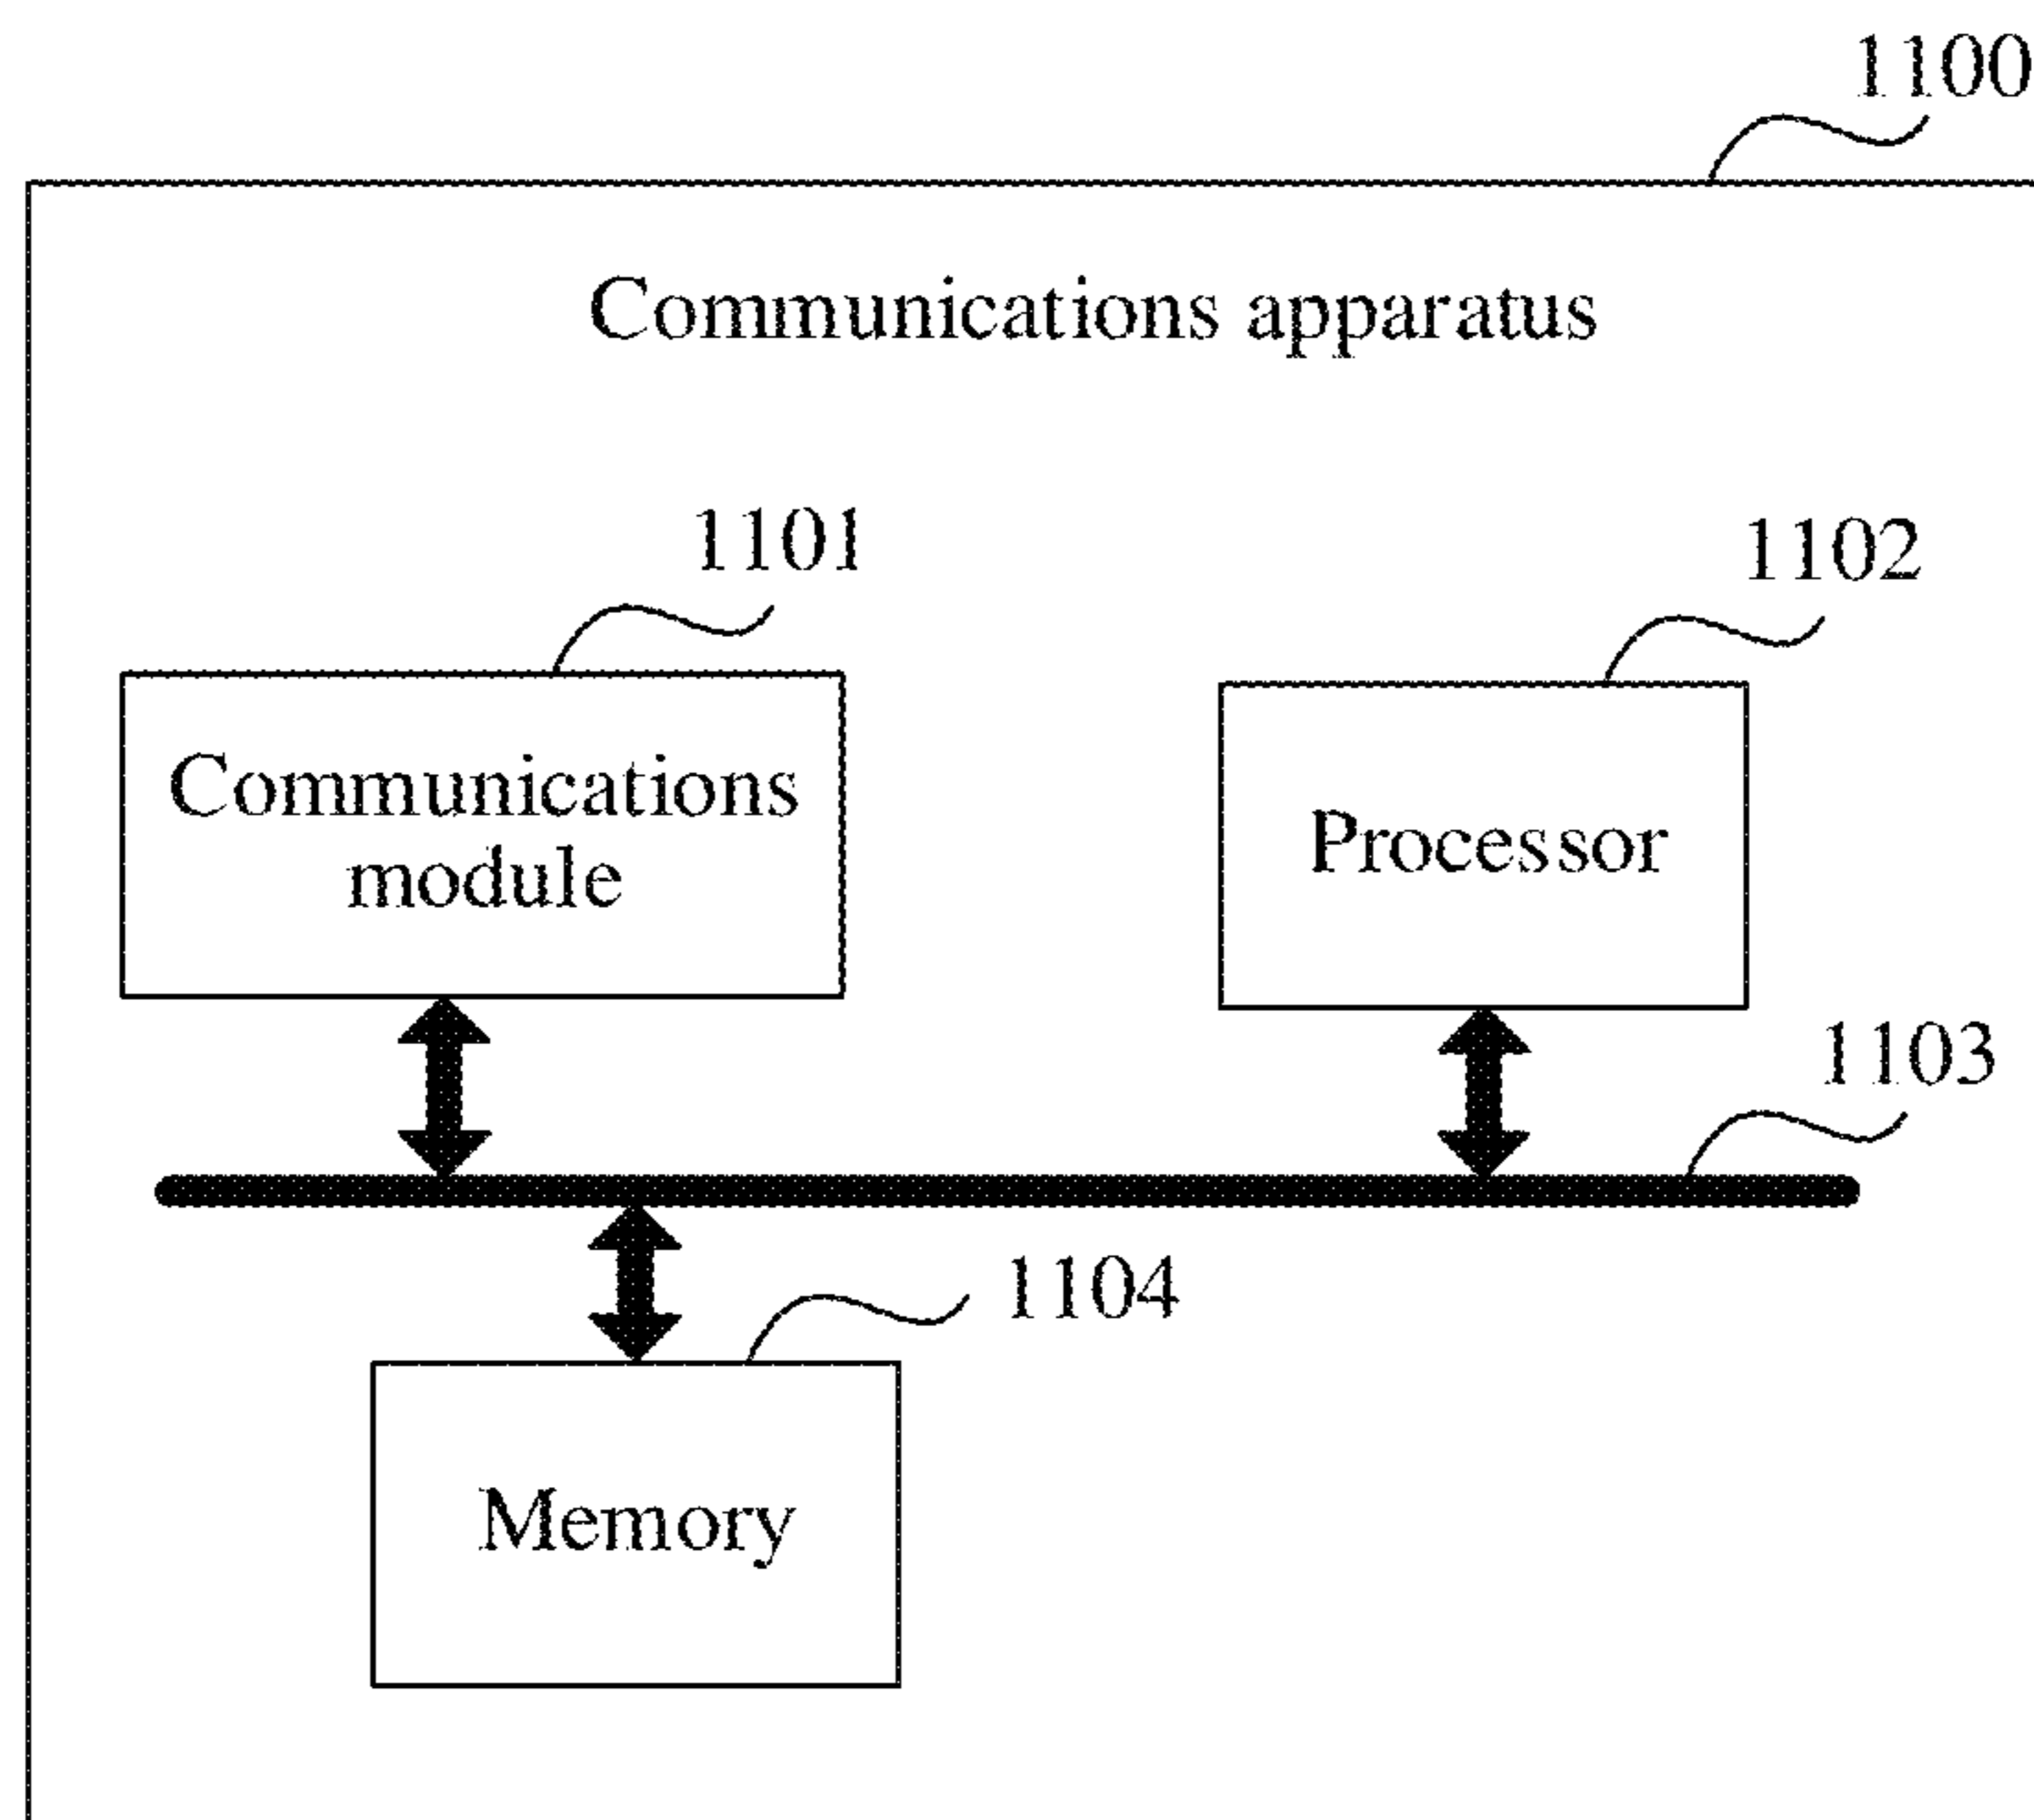 1100
Communications apparatus
1101
1102
Communications
module
Processor
1103
1104
Memory